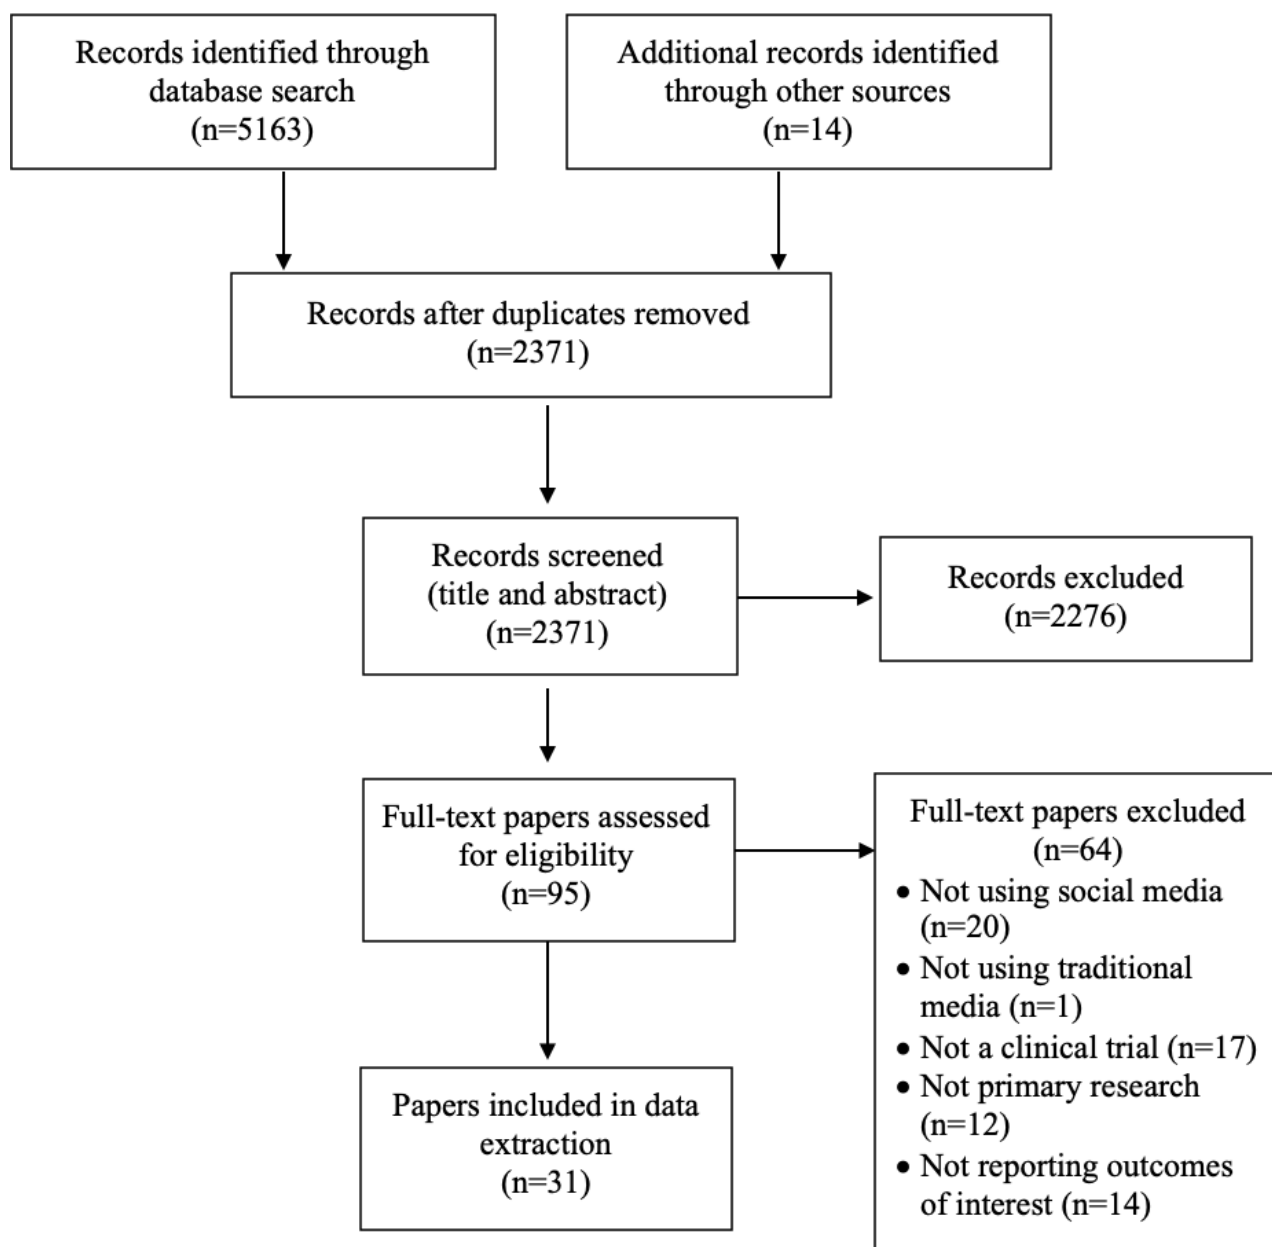 Records identified through
database search
(n=5163)
Additional records identified
through other sources
(n=14)
Records after duplicates removed
(n=2371)
Records screened
(title and abstract)
(n=2371)
Records excluded
(n=2276)
Full-text papers assessed
for eligibility
(n=95)
Full-text papers excluded
(n=64)
• Not using social media
(n=20)
• Not using traditional
media (n=1)
• Not a clinical trial (n=17)
• Not primary research
(n=12)
• Not reporting outcomes
of interest (n=14)
Papers included in data
extraction
(n=31)